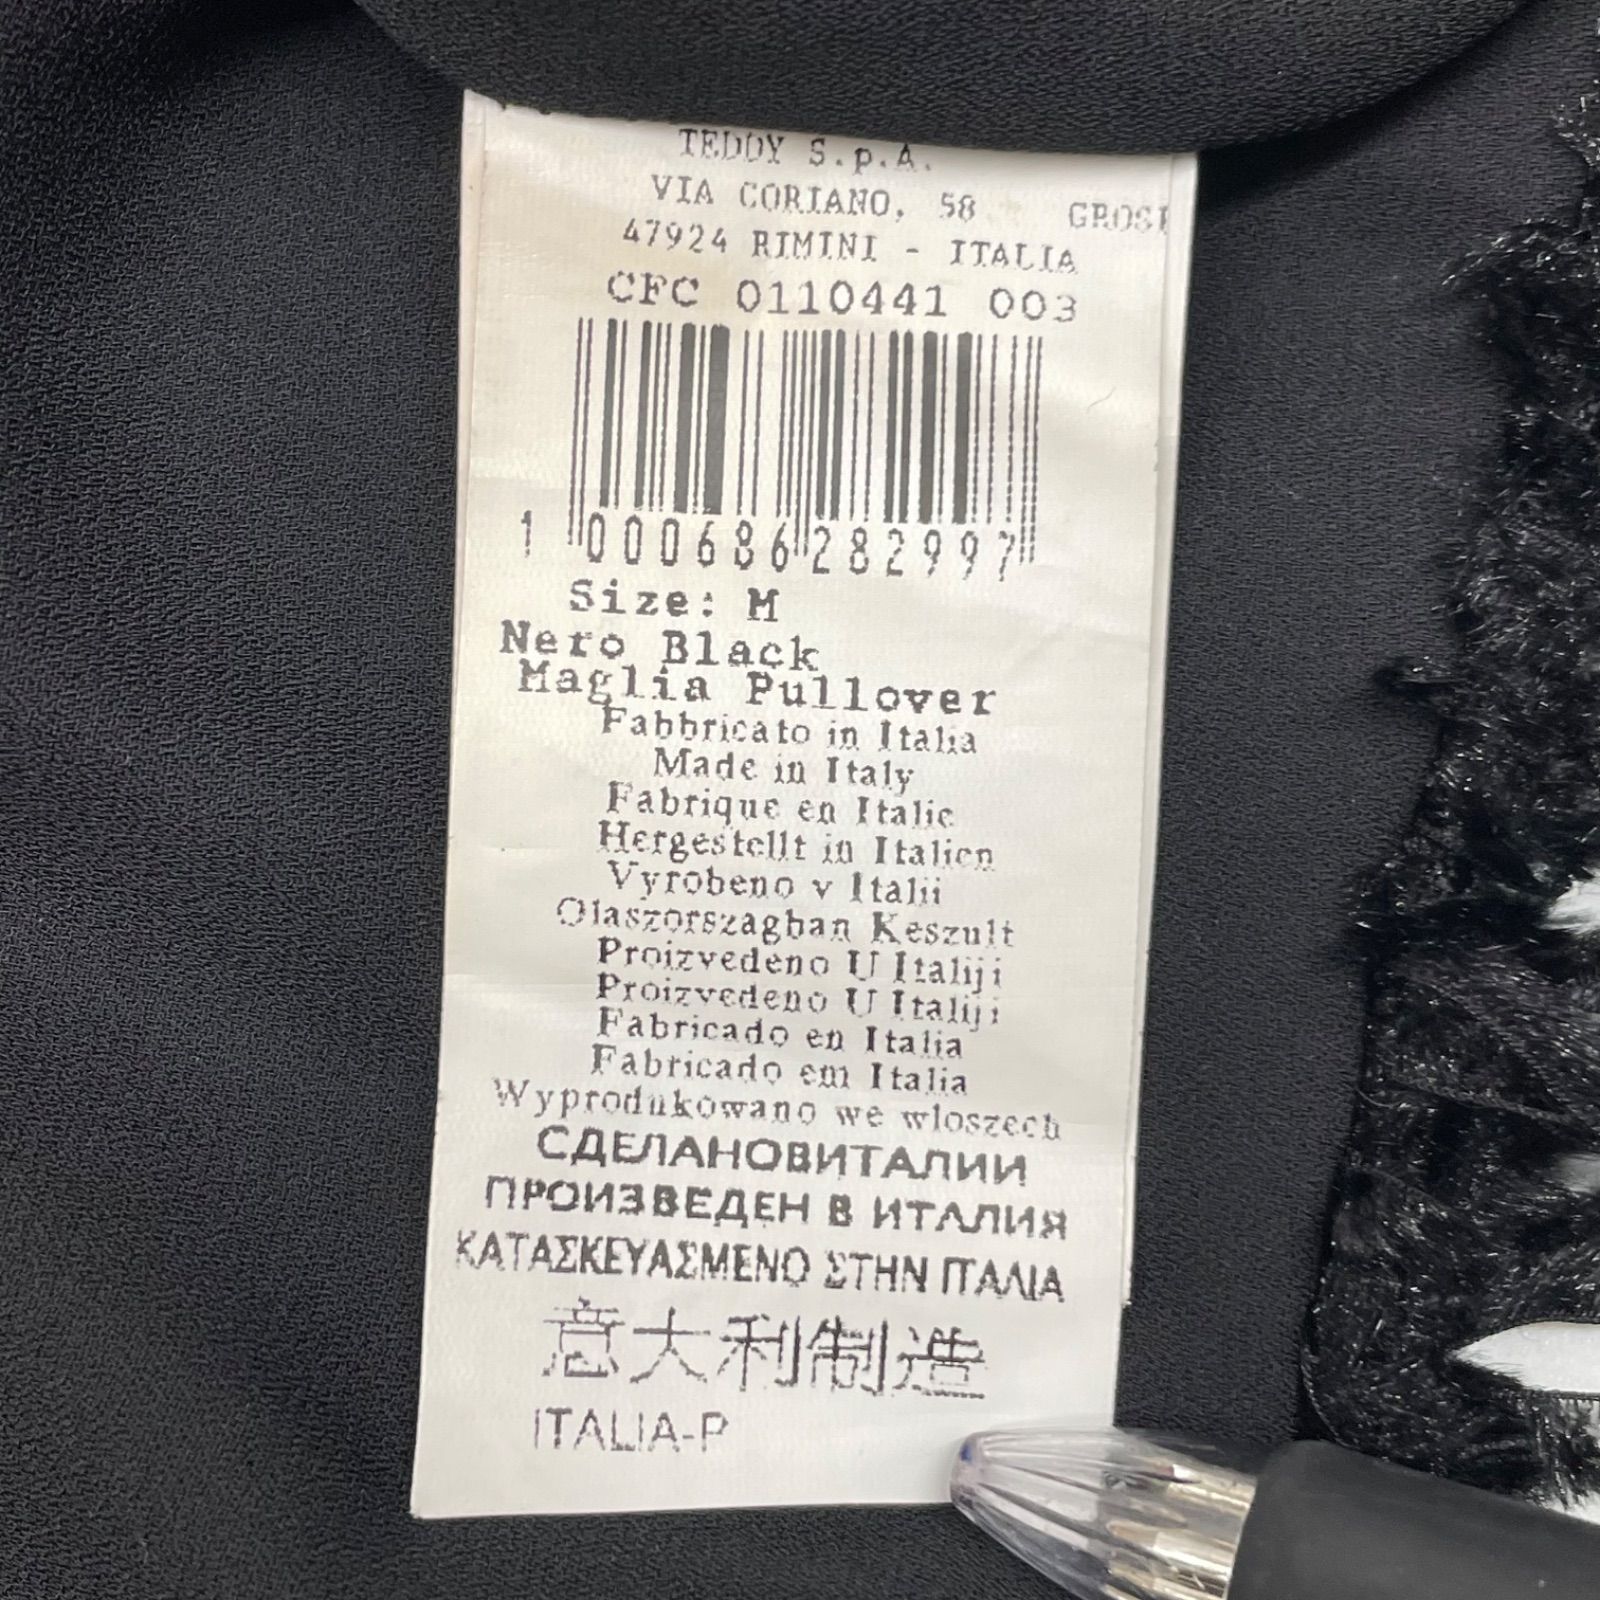 TEDDY S.p.A.
VIA CORIANO, 58
47924 RIMINI - ITALIA
CFC 0110441 003
1 000686 282997
Size: M
Nero Black
Maglia Pullover
Fabbricato in Italia
Made in Italy
Fabrique en Italie
Hergestellt in Italien
Vyrobeno v Italii
Olaszorszagban Keszult
Proizvedeno U Italiji
Proizvedeno U Italiji
Fabricado en Italia
Fabricado em Italia
Wyprodukowano we wloszech
СДЕЛАНОВИТАЛИИ
ПРОИЗВЕДЕН В ИТАЛИЯ
ΚΑΤΑΣΚΕΥΑΣΜΕΝΟ ΣΤΗΝ ΙΤΑΛΙΑ
意大利制造
ITALIA-P